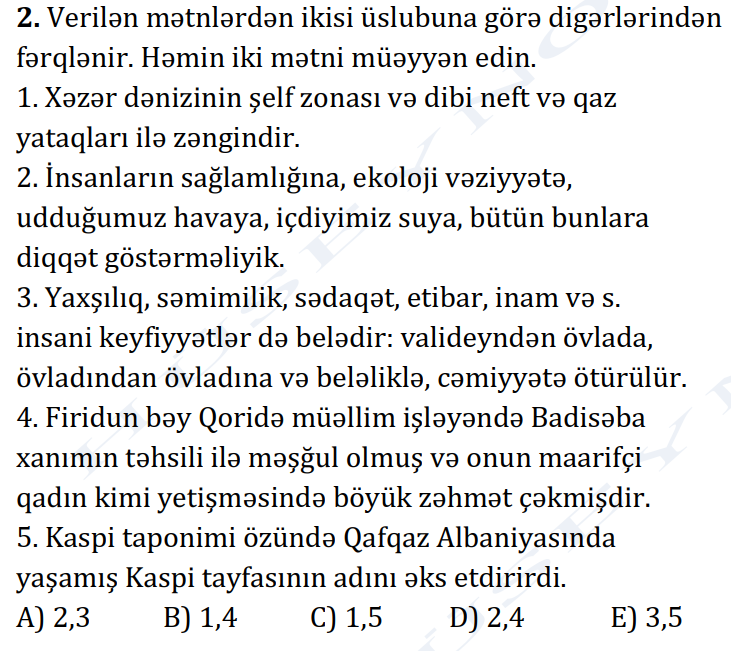 2. Verilən mətnlərdən ikisi üslubuna görə digərlərindən
fərqlənir. Həmin iki mətni müəyyən edin.
1. Xəzər dənizinin şelf zonası və dibi neft və qaz
yataqları ilə zəngindir.
2. İnsanların sağlamlığına, ekoloji vəziyyətə,
udduğumuz havaya, içdiyimiz suya, bütün bunlara
diqqət göstərməliyik.
3. Yaxşılıq, səmimilik, sədaqət, etibar, inam və s.
insani keyfiyyətlər də belədir: valideyndən övlada,
övladından övladına və beləliklə, cəmiyyətə ötürülür.
4. Firidun bəy Qoridə müəllim işləyəndə Badisəba
xanımın təhsili ilə məşğul olmuş və onun maarifçi
qadın kimi yetişməsində böyük zəhmət çəkmişdir.
5. Kaspi taponimi özündə Qafqaz Albaniyasında
yaşamış Kaspi tayfasının adını əks etdirirdi.
A) 2,3 B) 1,4 C) 1,5 D) 2,4 E) 3,5